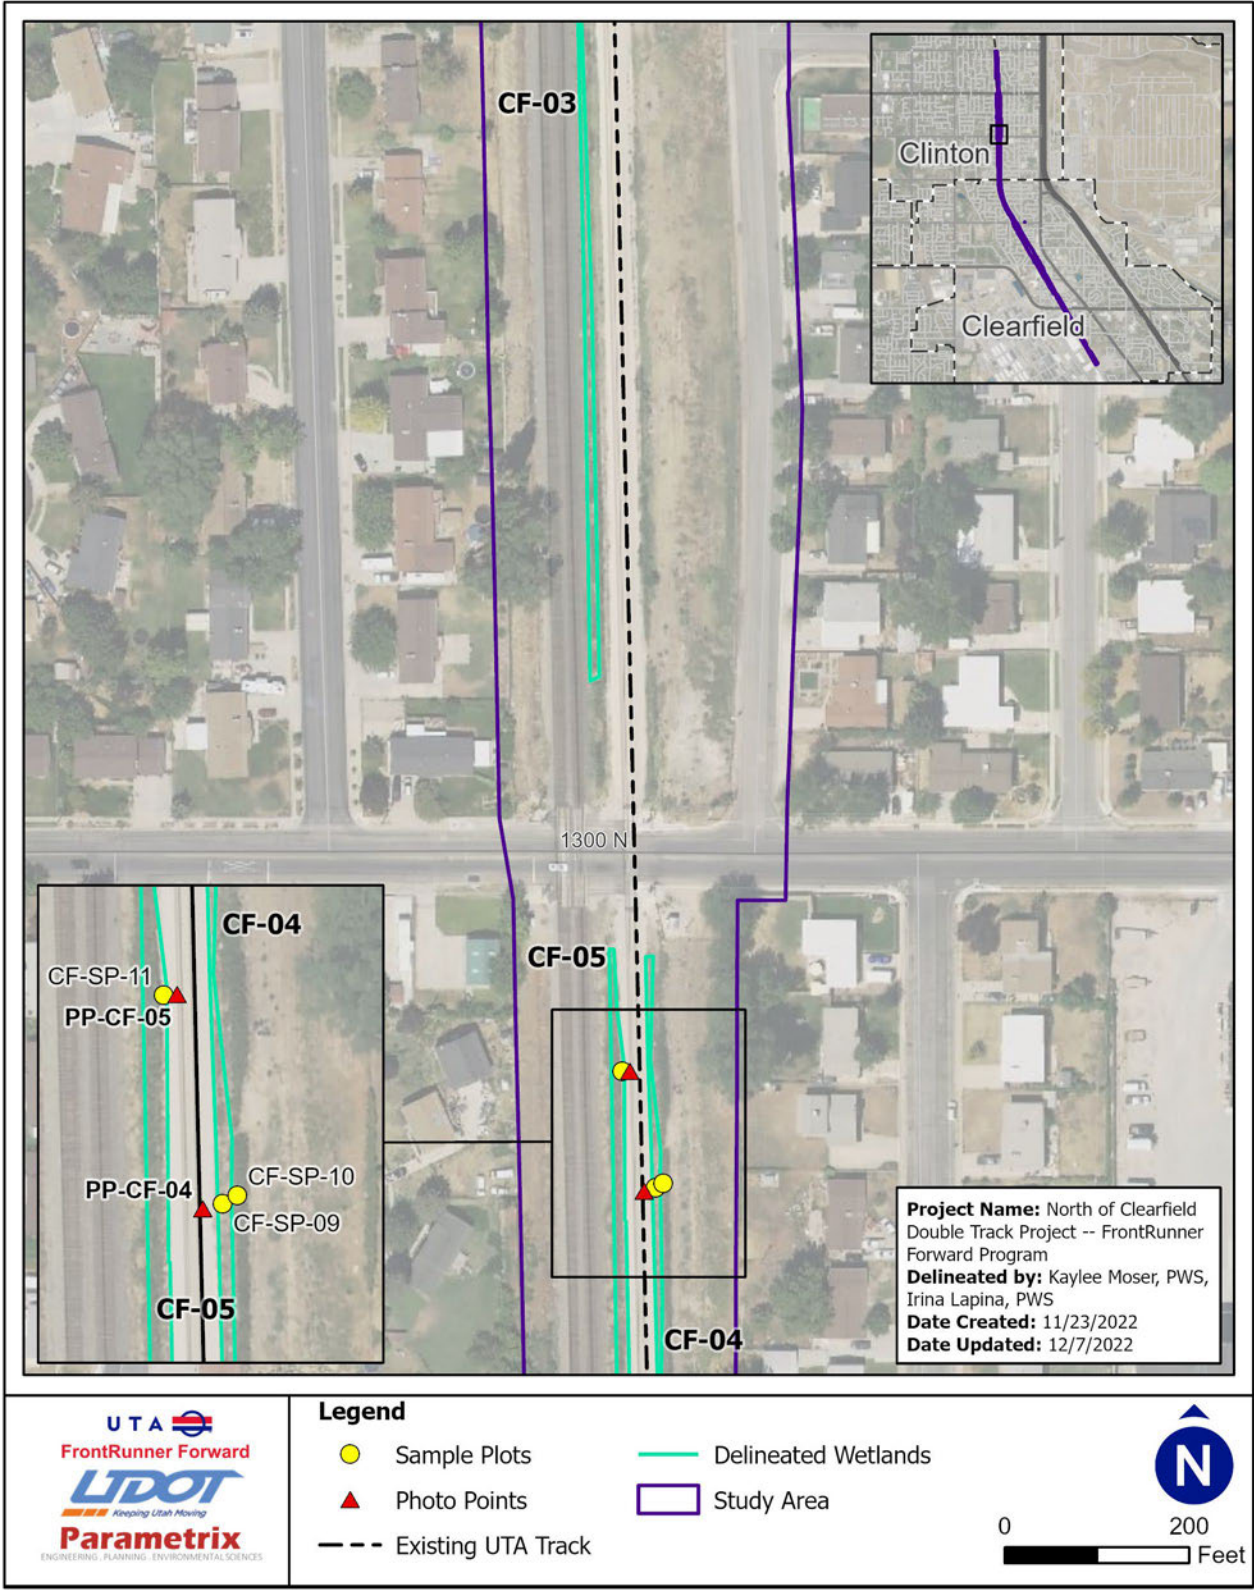 CF-03
Clinton
Clearfield
1300 N
CF-05
CF-04
CF-04
CF-SP-11
PP-CF-05
PP-CF-04
CF-SP-10
CF-SP-09
CF-05
Project Name: North of Clearfield
Double Track Project -- FrontRunner
Forward Program
Delineated by: Kaylee Moser, PWS,
Irina Lapina, PWS
Date Created: 11/23/2022
Date Updated: 12/7/2022
UTA
FrontRunner Forward
UDOT
Keeping Utah Moving
Parametrix
ENGINEERING . PLANNING . ENVIRONMENTAL SCIENCES
Legend
Sample Plots
Photo Points
Existing UTA Track
Delineated Wetlands
Study Area
N
0 200
Feet